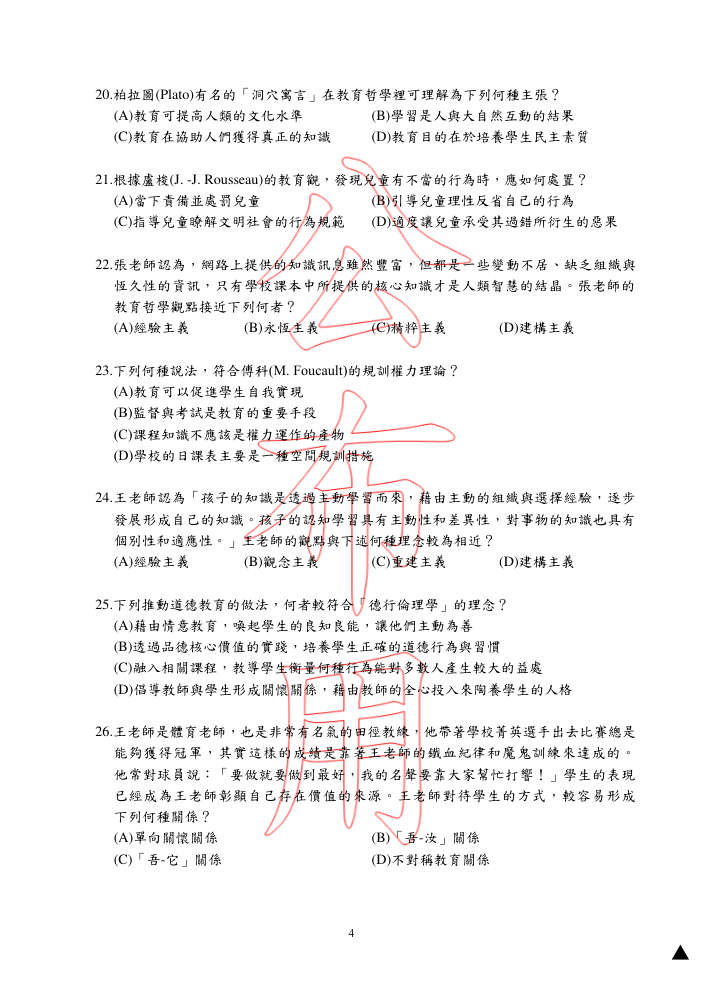 20.柏拉圖(Plato)有名的「洞穴寓言」在教育哲學裡可理解為下列何種主張？
(A)教育可提高人類的文化水準 (B)學習是人與大自然互動的結果
(C)教育在協助人們獲得真正的知識 (D)教育目的在於培養學生民主素質
21.根據盧梭(J. -J. Rousseau)的教育觀，發現兒童有不當的行為時，應如何處置？
(A)當下責備並處罰兒童 (B)引導兒童理性反省自己的行為
(C)指導兒童瞭解文明社會的行為規範 (D)適度讓兒童承受其過錯所衍生的惡果
22.張老師認為，網路上提供的知識訊息雖然豐富，但都是一些變動不居、缺乏組織與
恆久性的資訊，只有學校課本中所提供的核心知識才是人類智慧的結晶。張老師的
教育哲學觀點接近下列何者？
(A)經驗主義 (B)永恆主義 (C)精粹主義 (D)建構主義
23.下列何種說法，符合傅科(M. Foucault)的規訓權力理論？
(A)教育可以促進學生自我實現
(B)監督與考試是教育的重要手段
(C)課程知識不應該是權力運作的產物
(D)學校的日課表主要是一種空間規訓措施
24.王老師認為「孩子的知識是透過主動學習而來，藉由主動的組織與選擇經驗，逐步
發展形成自己的知識。孩子的認知學習具有主動性和差異性，對事物的知識也具有
個別性和適應性。」王老師的觀點與下述何種理念較為相近？
(A)經驗主義 (B)觀念主義 (C)重建主義 (D)建構主義
25.下列推動道德教育的做法，何者較符合「德行倫理學」的理念？
(A)藉由情意教育，喚起學生的良知良能，讓他們主動為善
(B)透過品德核心價值的實踐，培養學生正確的道德行為與習慣
(C)融入相關課程，教導學生衡量何種行為能對多數人產生較大的益處
(D)倡導教師與學生形成關懷關係，藉由教師的全心投入來陶養學生的人格
26.王老師是體育老師，也是非常有名氣的田徑教練，他帶著學校菁英選手出去比賽總是
能夠獲得冠軍，其實這樣的成績是靠著王老師的鐵血紀律和魔鬼訓練來達成的。
他常對球員說：「要做就要做到最好，我的名聲要靠大家幫忙打響！」學生的表現
已經成為王老師彰顯自己存在價值的來源。王老師對待學生的方式，較容易形成
下列何種關係？
(A)單向關懷關係 (B)「吾-汝」關係
(C)「吾-它」關係 (D)不對稱教育關係
公布用
4